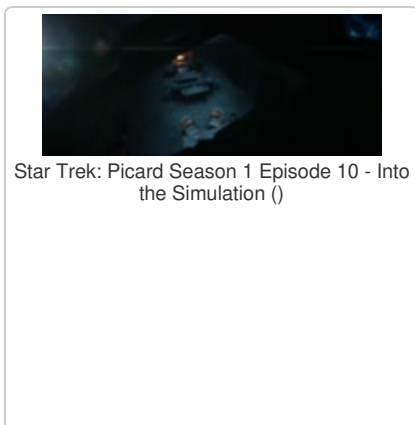 Star Trek: Picard Season 1 Episode 10 - Into
the Simulation ()